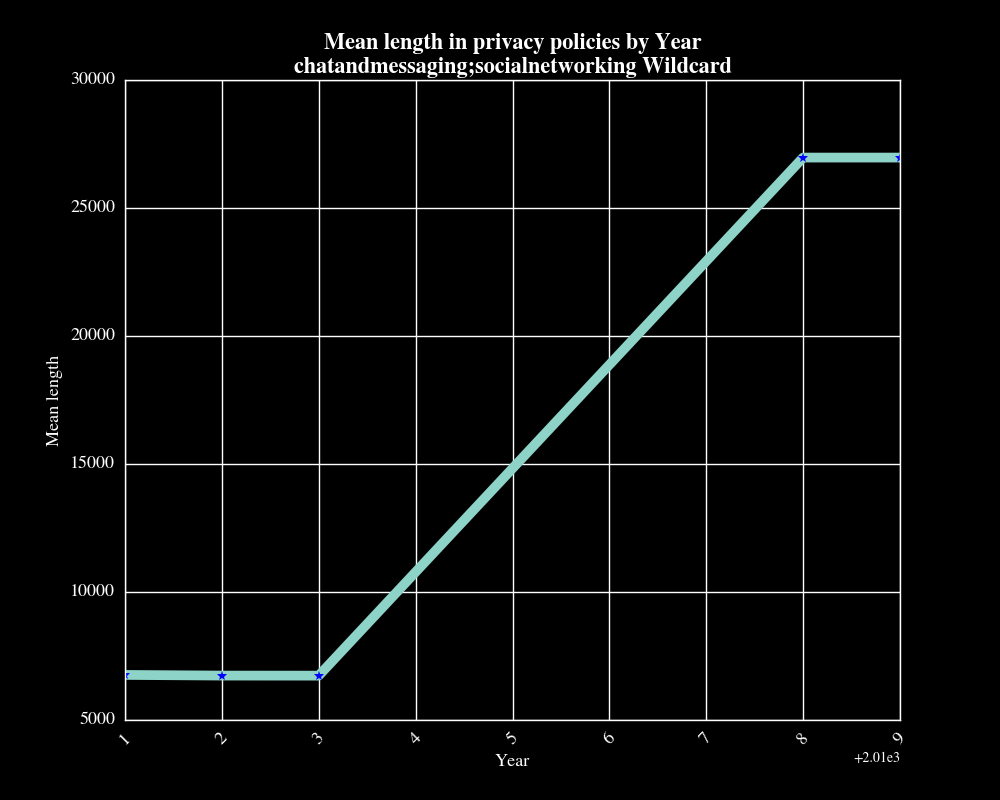 Mean length in privacy policies by Year
chatandmessaging;socialnetworking Wildcard
30000
25000
20000
15000
10000
5000
Mean length
1 2 3 4 5 6 7 8 9
Year
+2.01e3